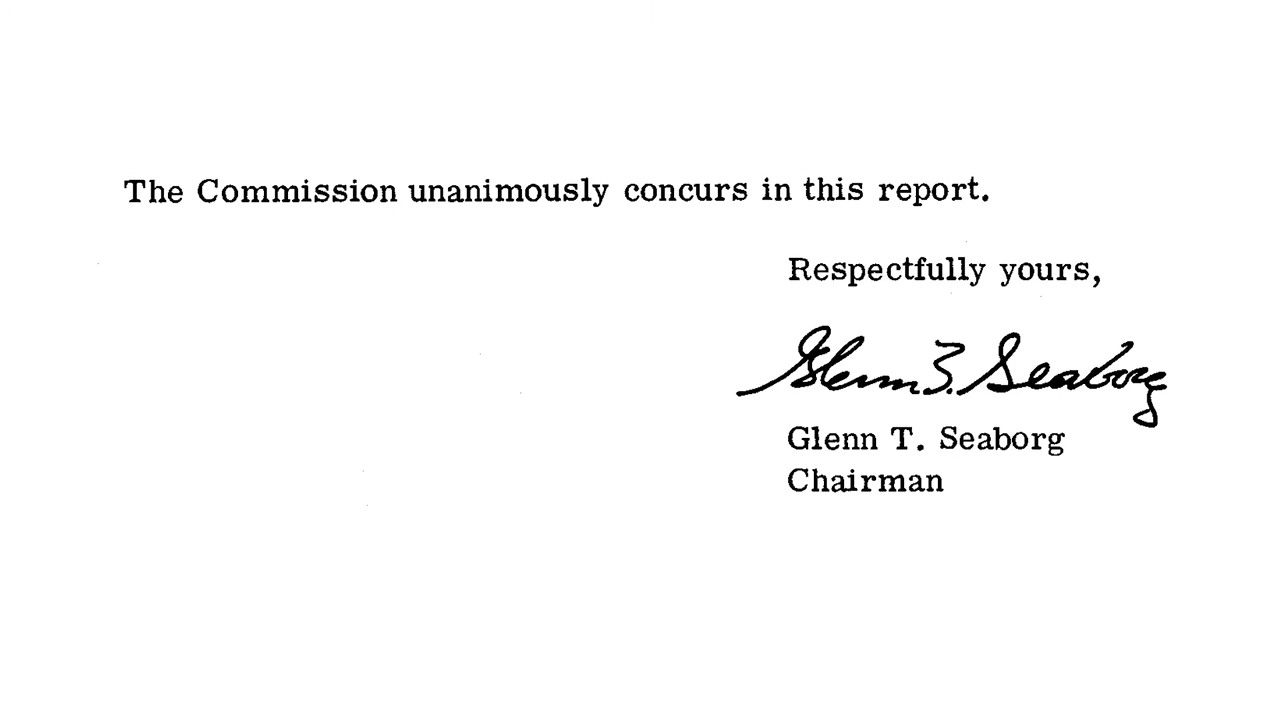 The Commission unanimously concurs in this report.
Respectfully yours,
Glenn T. Seaborg
Glenn T. Seaborg
Chairman